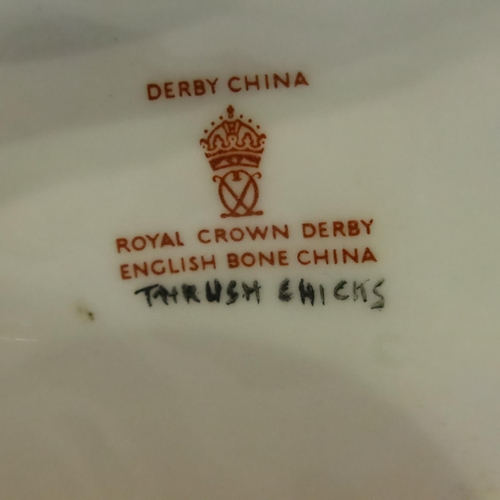 DERBY CHINA
ROYAL CROWN DERBY
ENGLISH BONE CHINA
THRUSH CHICKS